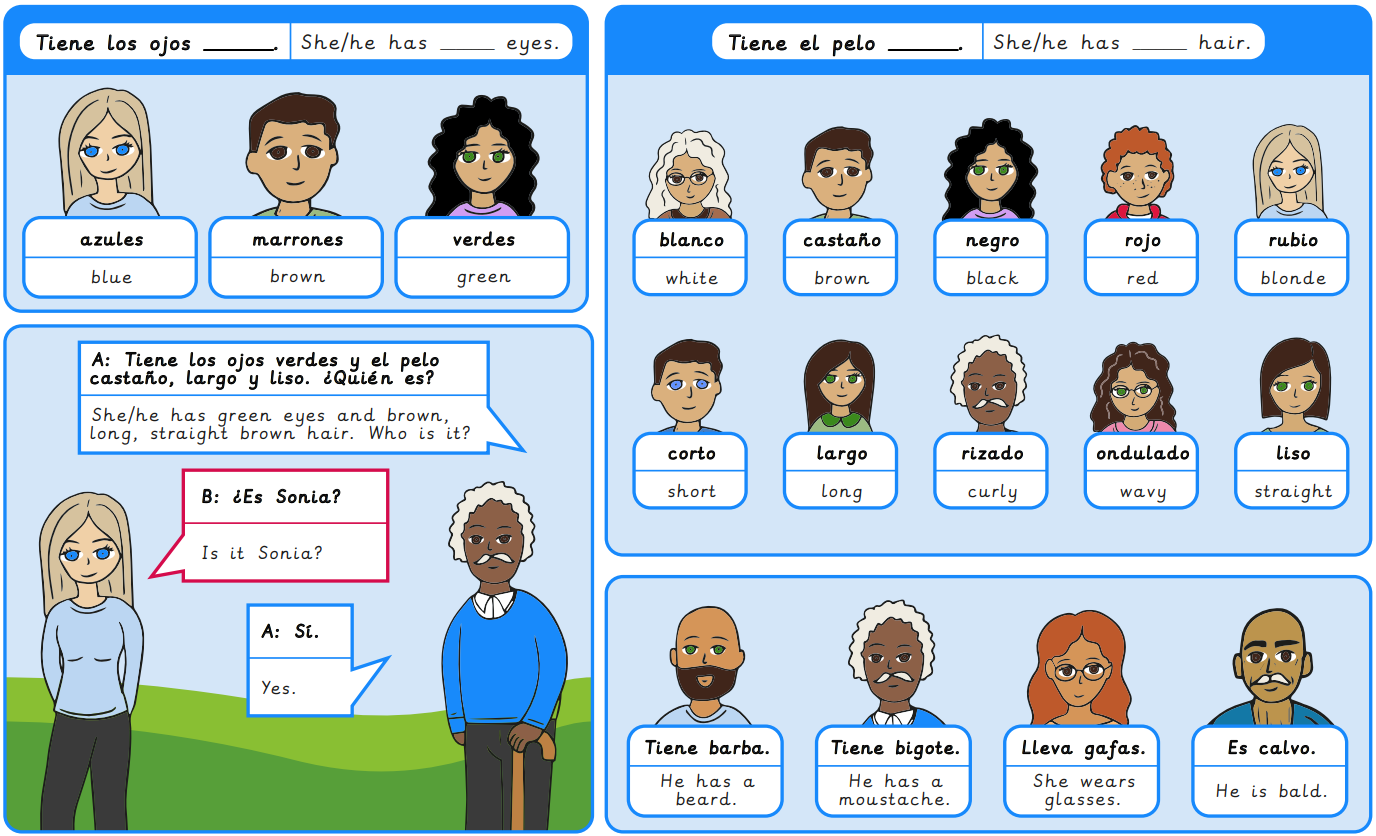 Tiene los ojos _____.
She/he has _____ eyes.
azules
blue
marrones
brown
verdes
green
A: Tiene los ojos verdes y el pelo
castaño, largo y liso. ¿Quién es?
She/he has green eyes and brown,
long, straight brown hair. Who is it?
B: ¿Es Sonia?
Is it Sonia?
A: Sí.
Yes.
Tiene el pelo _____.
She/he has _____ hair.
blanco
white
castaño
brown
negro
black
rojo
red
rubio
blonde
corto
short
largo
long
rizado
curly
ondulado
wavy
liso
straight
Tiene barba.
He has a
beard.
Tiene bigote.
He has a
moustache.
Lleva gafas.
She wears
glasses.
Es calvo.
He is bald.